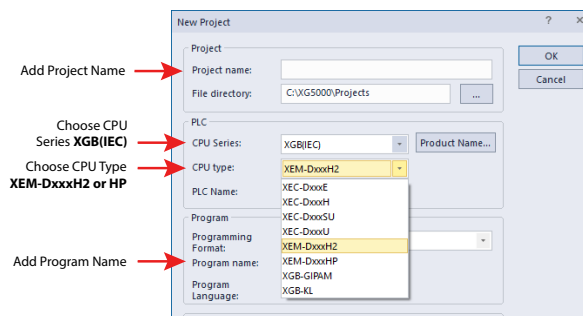 New Project
? ×
Project
Add Project Name
Project name:
File directory:
C:\XG5000\Projects
...
OK
Cancel
PLC
Choose CPU
Series XGB(IEC)
CPU Series:
XGB(IEC)
Product Name...
Choose CPU Type
XEM-DxxxH2 or HP
CPU type:
XEM-DxxxH2
PLC Name:
XEC-DxxxE
XEC-DxxxH
XEC-DxxxSU
XEC-DxxxU
XEM-DxxxH2
XEM-DxxxHP
XGB-GIPAM
XGB-KL
Program
Programming
Format:
Add Program Name
Program name:
Program
Language: